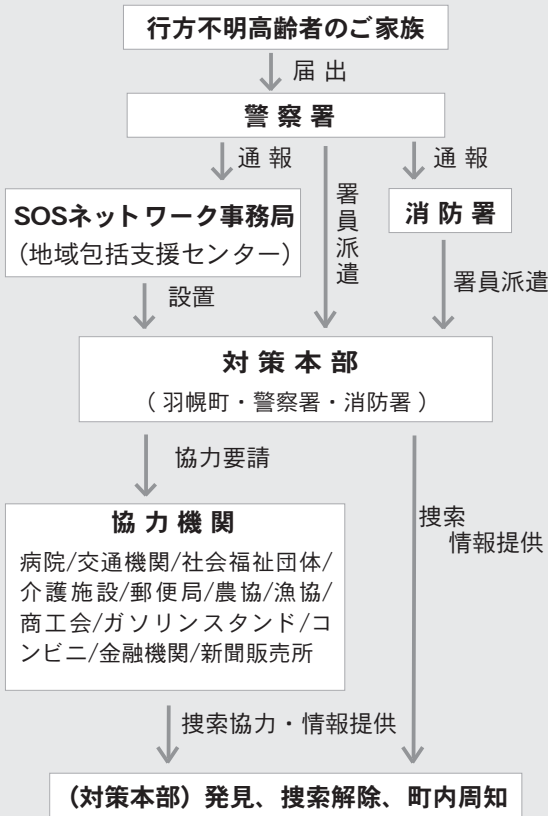 行方不明高齢者のご家族
届 出
警 察 署
通 報
署員派遣
通 報
SOSネットワーク事務局
（地域包括支援センター）
消 防 署
設置
署員派遣
対 策 本 部
（ 羽幌町・警察署・消防署 ）
協力要請
協 力 機 関
病院/交通機関/社会福祉団体/
介護施設/郵便局/農協/漁協/
商工会/ガソリンスタンド/コ
ンビニ/金融機関/新聞販売所
捜索
情報提供
捜索協力・情報提供
（対策本部）発見、捜索解除、町内周知